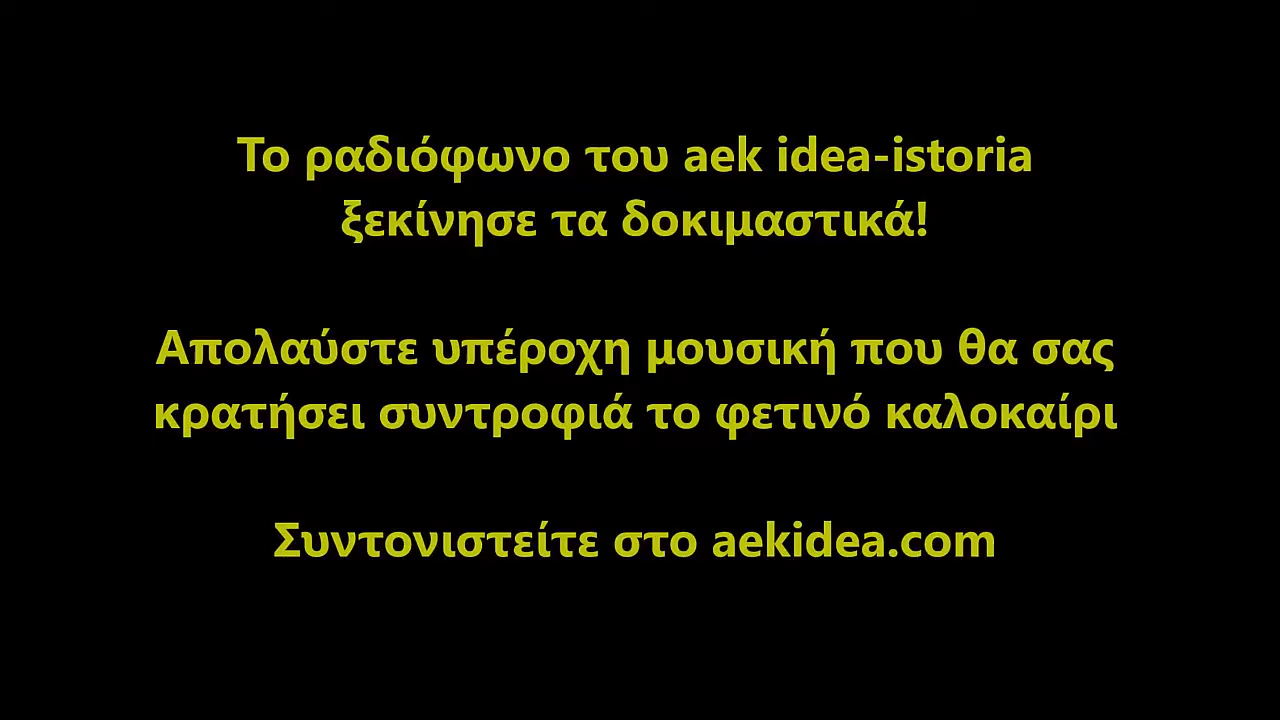 Το ραδιόφωνο του aek idea-istoria
ξεκίνησε τα δοκιμαστικά!
Απολαύστε υπέροχη μουσική που θα σας
κρατήσει συντροφιά το φετινό καλοκαίρι
Συντονιστείτε στο aekidea.com